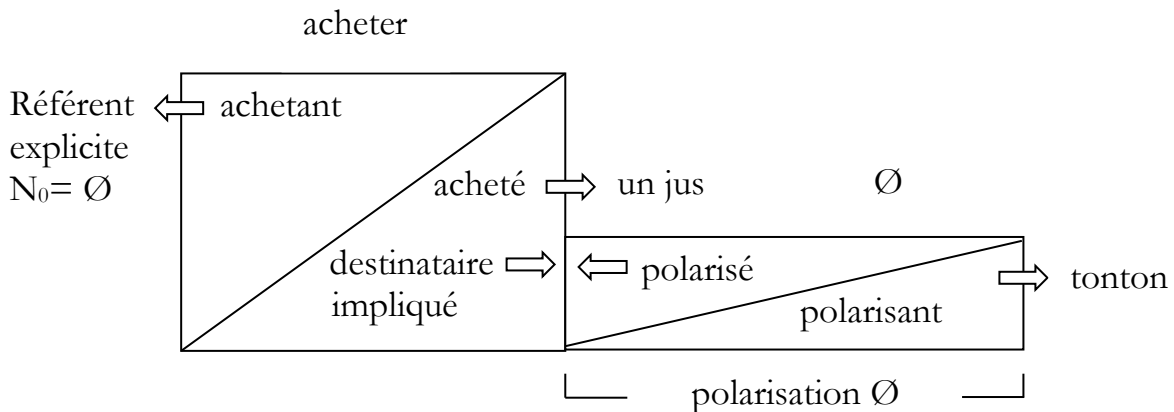 acheter
Référent
explicite
N₀= Ø
achetant
acheté
un jus
Ø
destinataire
impliqué
polarisé
polarisant
tonton
polarisation Ø